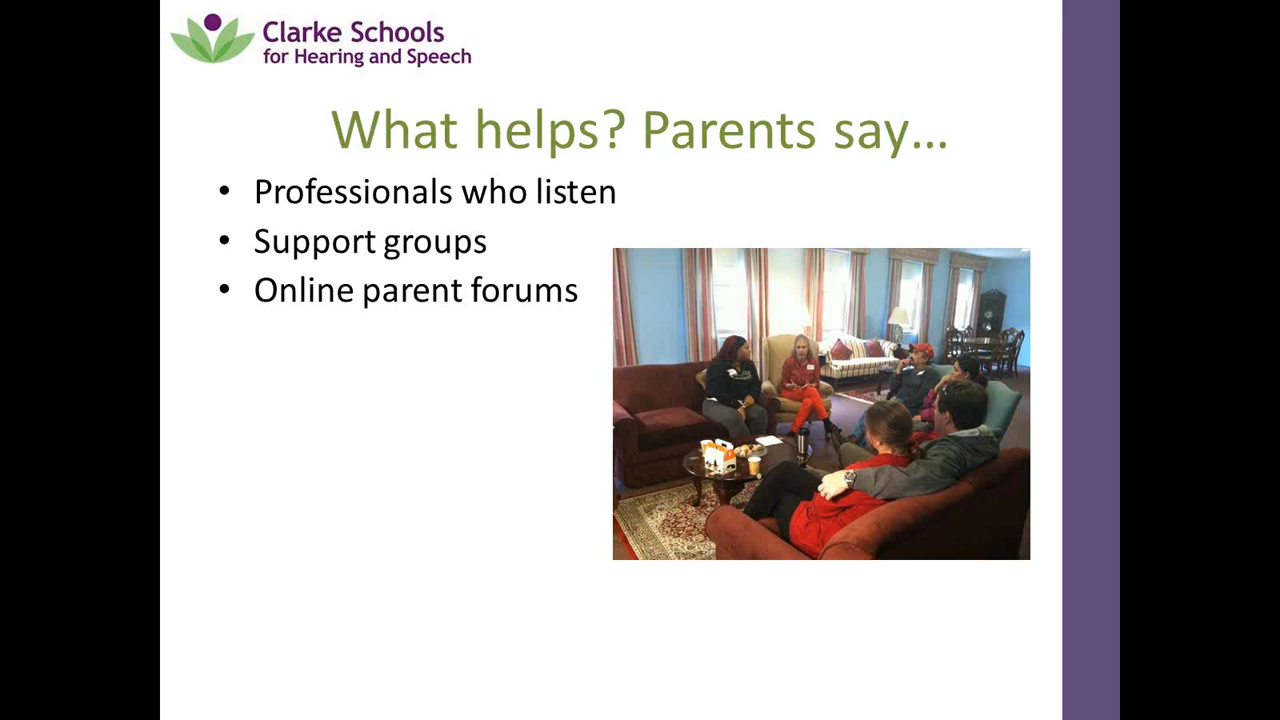 Clarke Schools
for Hearing and Speech
What helps? Parents say…
• Professionals who listen
• Support groups
• Online parent forums